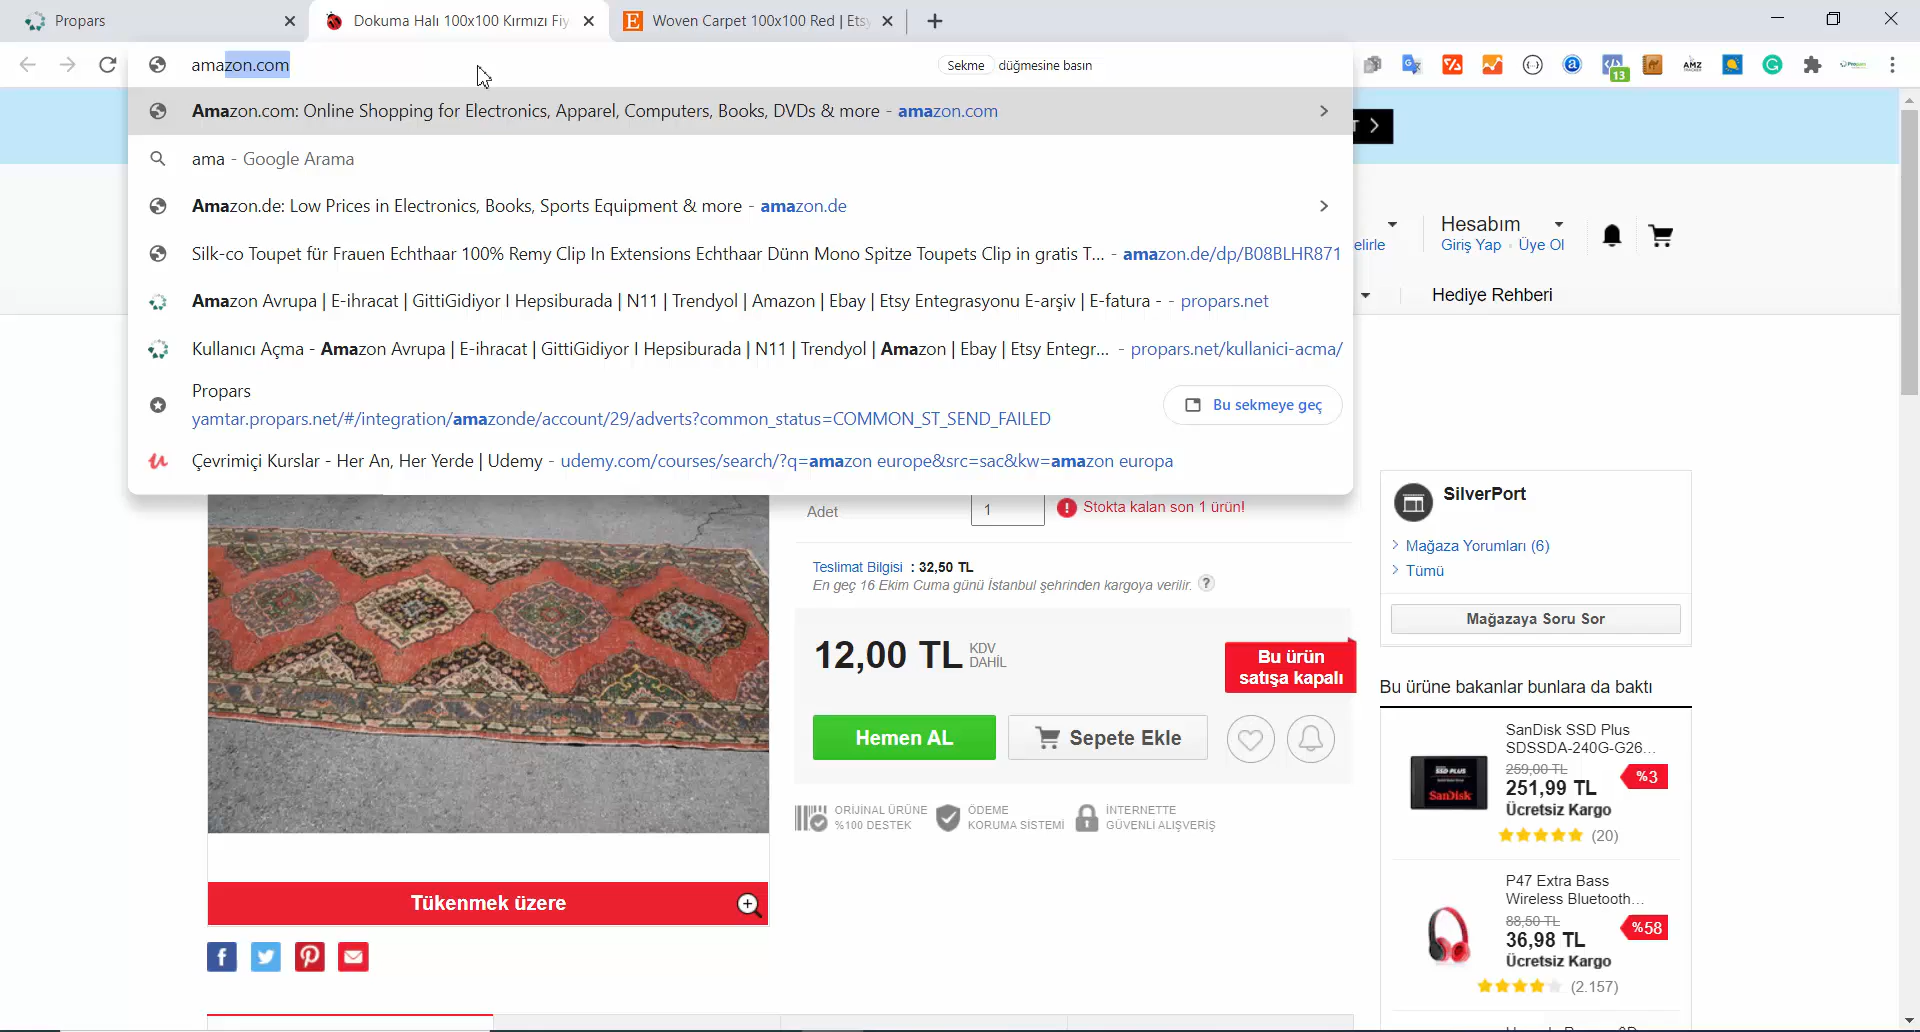 Propars
Dokuma Halı 100x100 Kırmızı Fiy
Woven Carpet 100x100 Red | Etsy
amazon.com
Sekme düğmesine basın
13
AMZ
Amazon.com: Online Shopping for Electronics, Apparel, Computers, Books, DVDs & more - amazon.com
ama - Google Arama
Amazon.de: Low Prices in Electronics, Books, Sports Equipment & more - amazon.de
Silk-co Toupet für Frauen Echthaar 100% Remy Clip In Extensions Echthaar Dünn Mono Spitze Toupets Clip in gratis T... - amazon.de/dp/B08BLHR871
Amazon Avrupa | E-ihracat | GittiGidiyor I Hepsiburada | N11 | Trendyol | Amazon | Ebay | Etsy Entegrasyonu E-arşiv | E-fatura - - propars.net
Kullanıcı Açma - Amazon Avrupa | E-ihracat | GittiGidiyor I Hepsiburada | N11 | Trendyol | Amazon | Ebay | Etsy Entegr... - propars.net/kullanici-acma/
Propars
yamtar.propars.net/#/integration/amazonde/account/29/adverts?common_status=COMMON_ST_SEND_FAILED
Bu sekmeye geç
Çevrimiçi Kurslar - Her An, Her Yerde | Udemy - udemy.com/courses/search/?q=amazon europe&src=sac&kw=amazon europa
T
elirle
Hesabım
Giriş Yap
Üye Ol
Hediye Rehberi
Adet
1
Stokta kalan son 1 ürün!
Teslimat Bilgisi : 32,50 TL
En geç 16 Ekim Cuma günü İstanbul şehrinden kargoya verilir. ?
12,00 TL KDV DAHİL
Bu ürün
satışa kapalı
Hemen AL
Sepete Ekle
ORİJİNAL ÜRÜNE
%100 DESTEK
ÖDEME
KORUMA SİSTEMİ
İNTERNETTE
GÜVENLİ ALIŞVERİŞ
Tükenmek üzere
SilverPort
Mağaza Yorumları (6)
Tümü
Mağazaya Soru Sor
Bu ürüne bakanlar bunlara da baktı
SSD PLUS
SanDisk
SanDisk SSD Plus
SDSSDA-240G-G26...
259,00 TL
251,99 TL
%3
Ücretsiz Kargo
(20)
P47 Extra Bass
Wireless Bluetooth...
88,50 TL
36,98 TL
%58
Ücretsiz Kargo
(2.157)